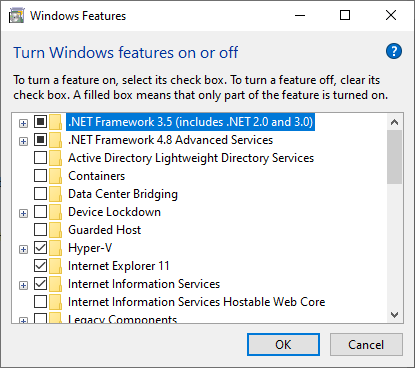 Windows Features
Turn Windows features on or off
?
To turn a feature on, select its check box. To turn a feature off, clear its
check box. A filled box means that only part of the feature is turned on.
.NET Framework 3.5 (includes .NET 2.0 and 3.0)
.NET Framework 4.8 Advanced Services
Active Directory Lightweight Directory Services
Containers
Data Center Bridging
Device Lockdown
Guarded Host
Hyper-V
Internet Explorer 11
Internet Information Services
Internet Information Services Hostable Web Core
Legacy Components
OK
Cancel